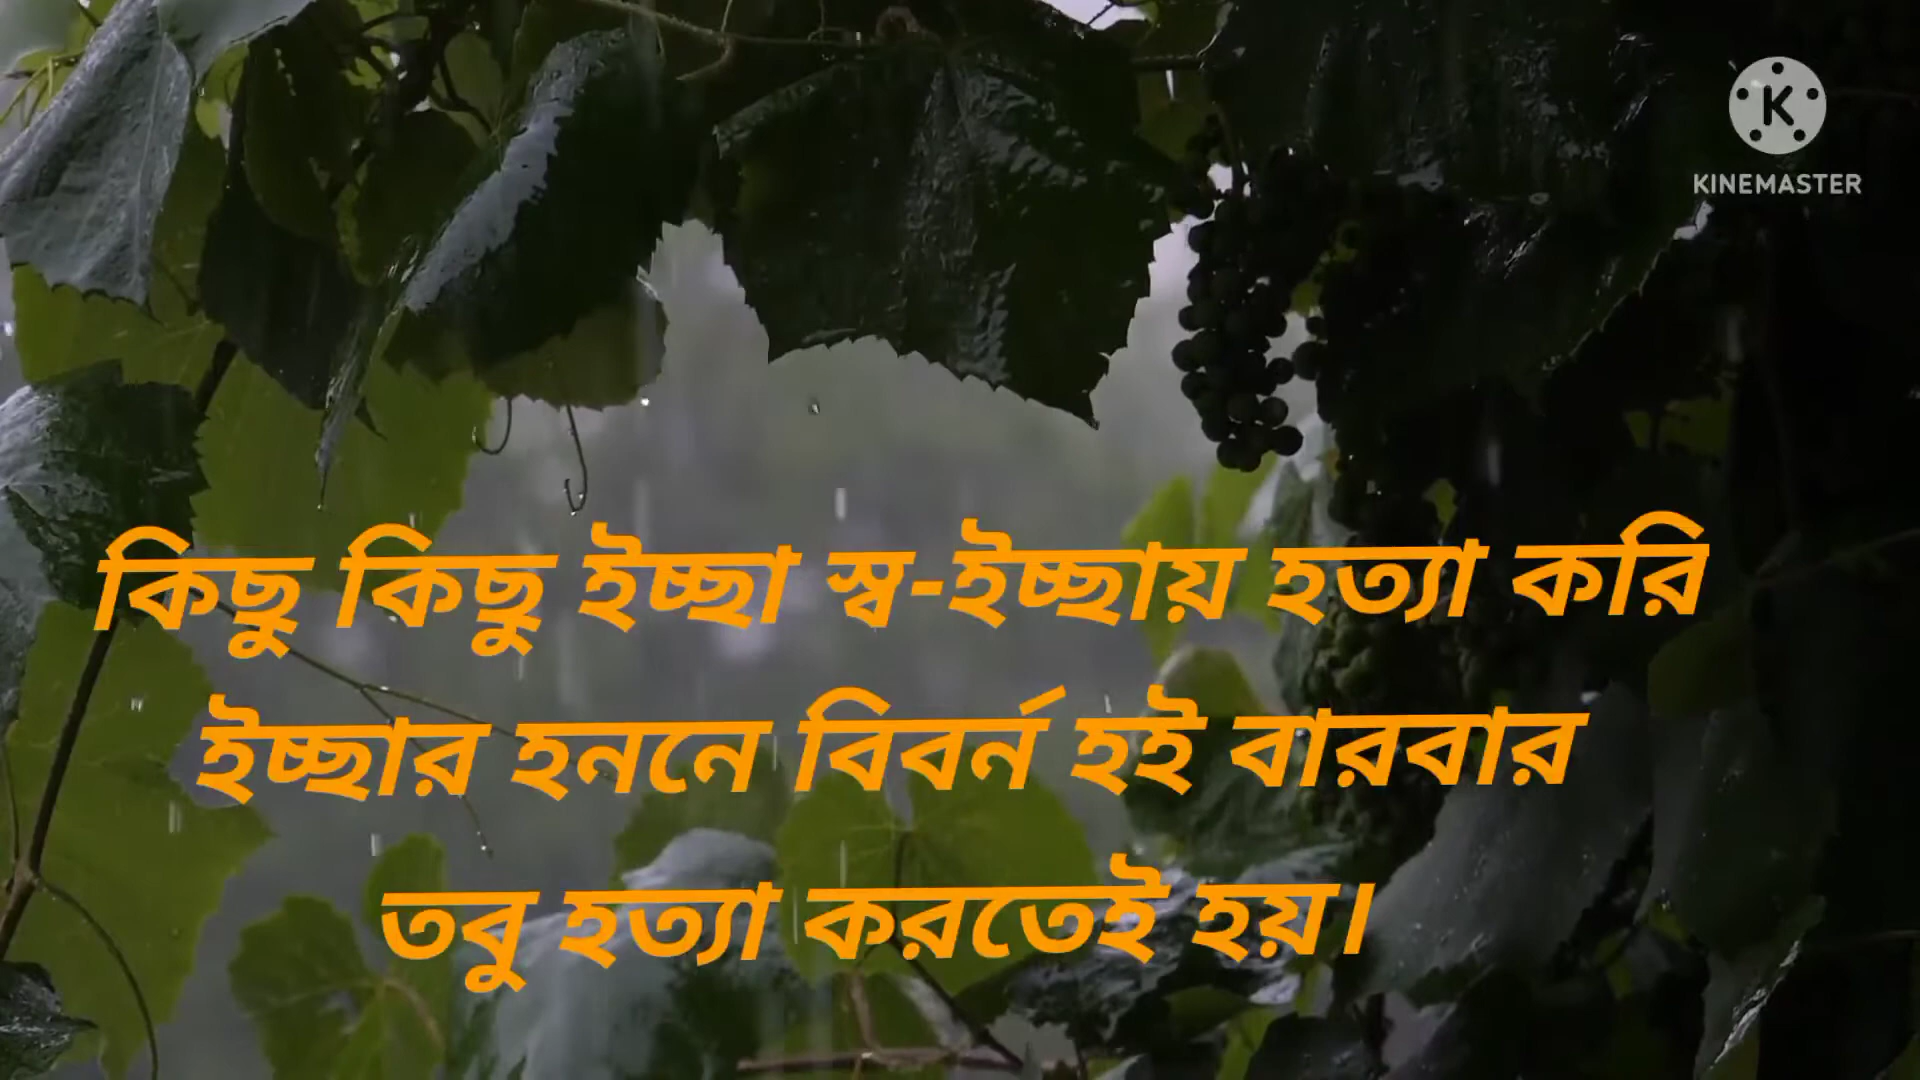 KINEMASTER
কিছু কিছু ইচ্ছা স্ব-ইচ্ছায় হত্যা করি
ইচ্ছার হননে বিবর্ন হই বারবার
তবু হত্যা করতেই হয়।